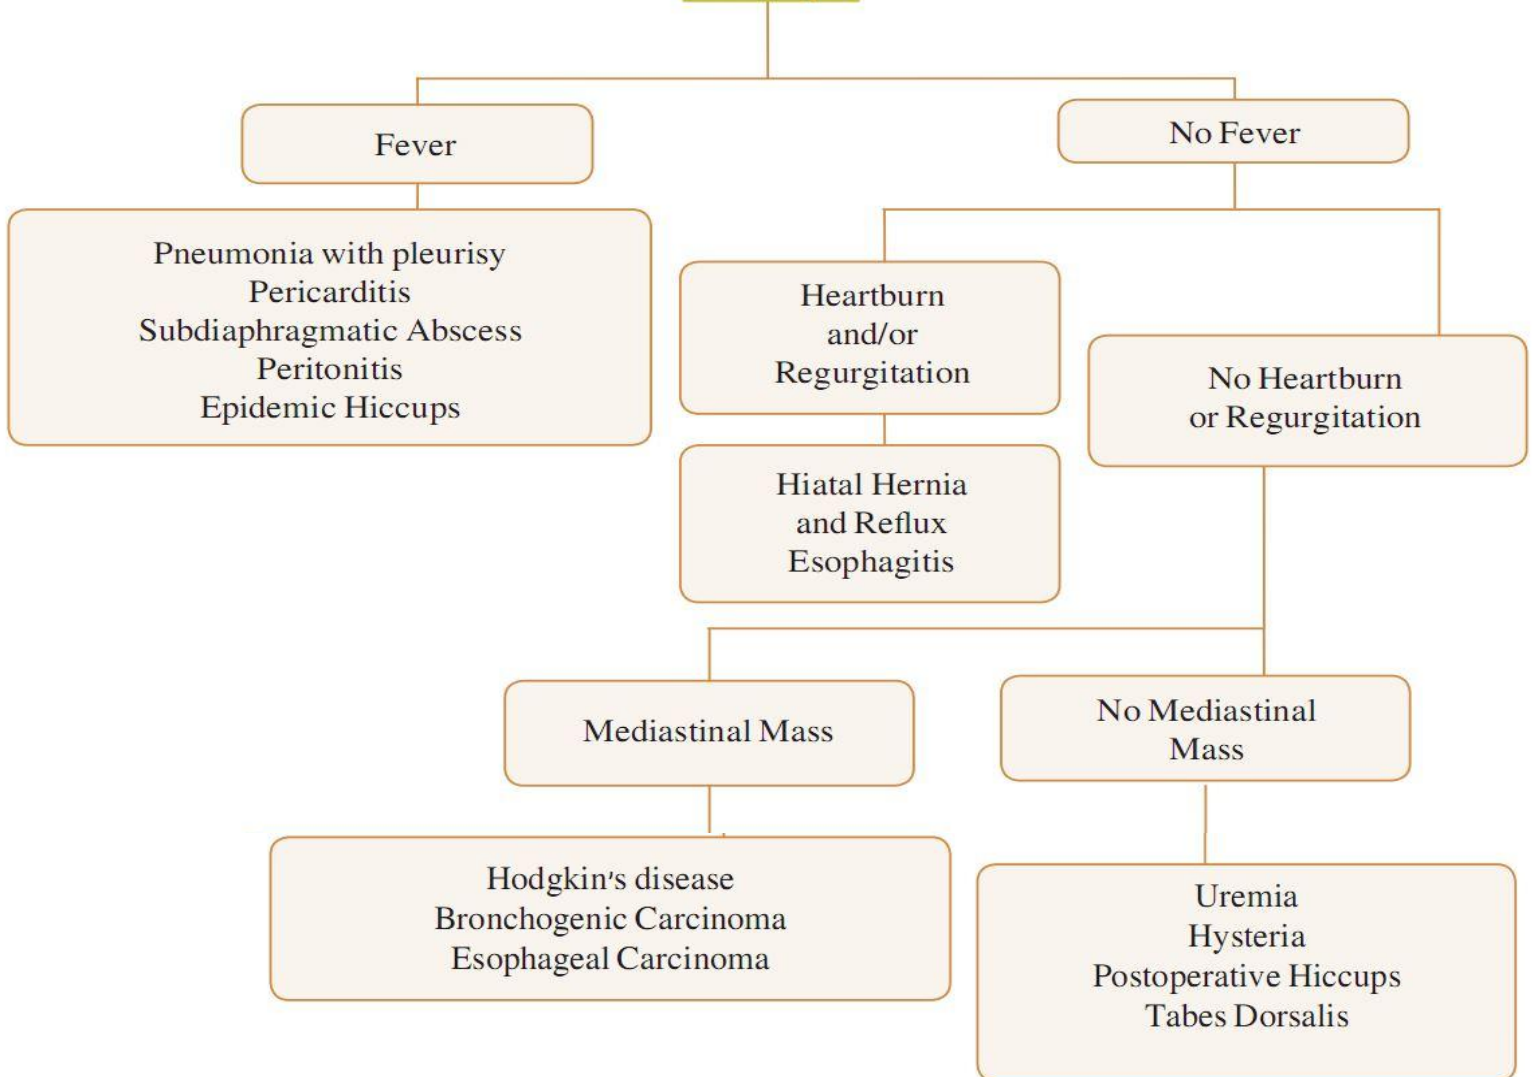 Fever
No Fever
Pneumonia with pleurisy
Pericarditis
Subdiaphragmatic Abscess
Peritonitis
Epidemic Hiccups
Heartburn
and/or
Regurgitation
No Heartburn
or Regurgitation
Hiatal Hernia
and Reflux
Esophagitis
Mediastinal Mass
No Mediastinal
Mass
Hodgkin's disease
Bronchogenic Carcinoma
Esophageal Carcinoma
Uremia
Hysteria
Postoperative Hiccups
Tabes Dorsalis